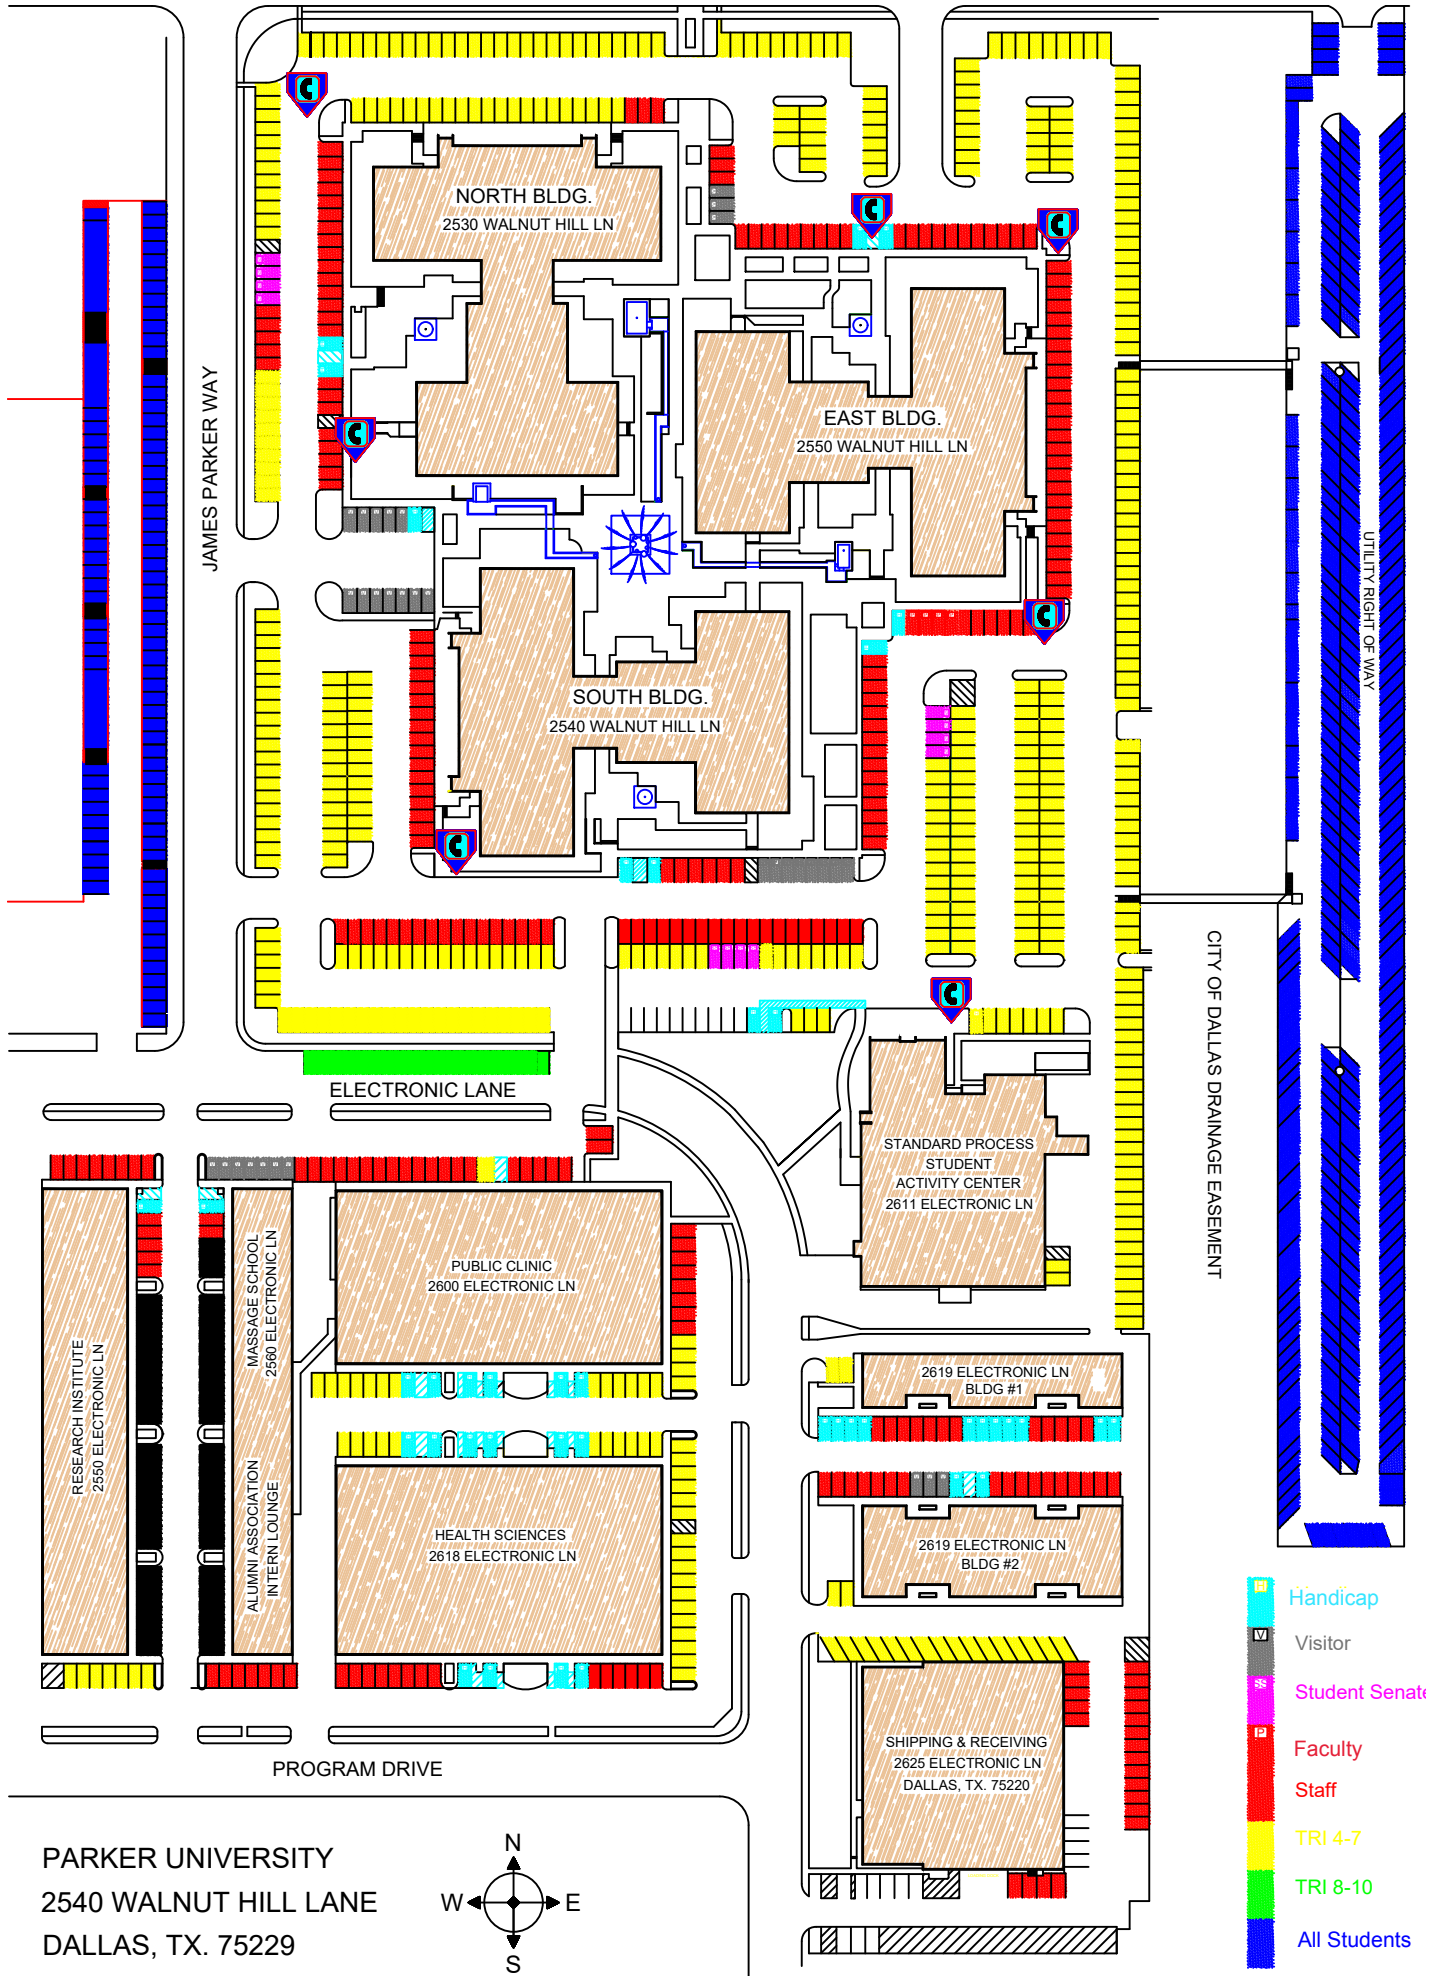 NORTH BLDG.
2530 WALNUT HILL LN
EAST BLDG.
2550 WALNUT HILL LN
JAMES PARKER WAY
UTILITY RIGHT OF WAY
SOUTH BLDG.
2540 WALNUT HILL LN
CITY OF DALLAS DRAINAGE EASEMENT
ELECTRONIC LANE
STANDARD PROCESS
STUDENT
ACTIVITY CENTER
2611 ELECTRONIC LN
RESEARCH INSTITUTE
2550 ELECTRONIC LN
MASSAGE SCHOOL
2560 ELECTRONIC LN
ALUMNI ASSOCIATION
INTERN LOUNGE
PUBLIC CLINIC
2600 ELECTRONIC LN
2619 ELECTRONIC LN
BLDG #1
HEALTH SCIENCES
2618 ELECTRONIC LN
2619 ELECTRONIC LN
BLDG #2
SHIPPING & RECEIVING
2625 ELECTRONIC LN
DALLAS, TX. 75220
PROGRAM DRIVE
Handicap
V
Visitor
Student Senate
P
Faculty
Staff
TRI 4-7
TRI 8-10
All Students
PARKER UNIVERSITY
2540 WALNUT HILL LANE
DALLAS, TX. 75229
N
W
E
S